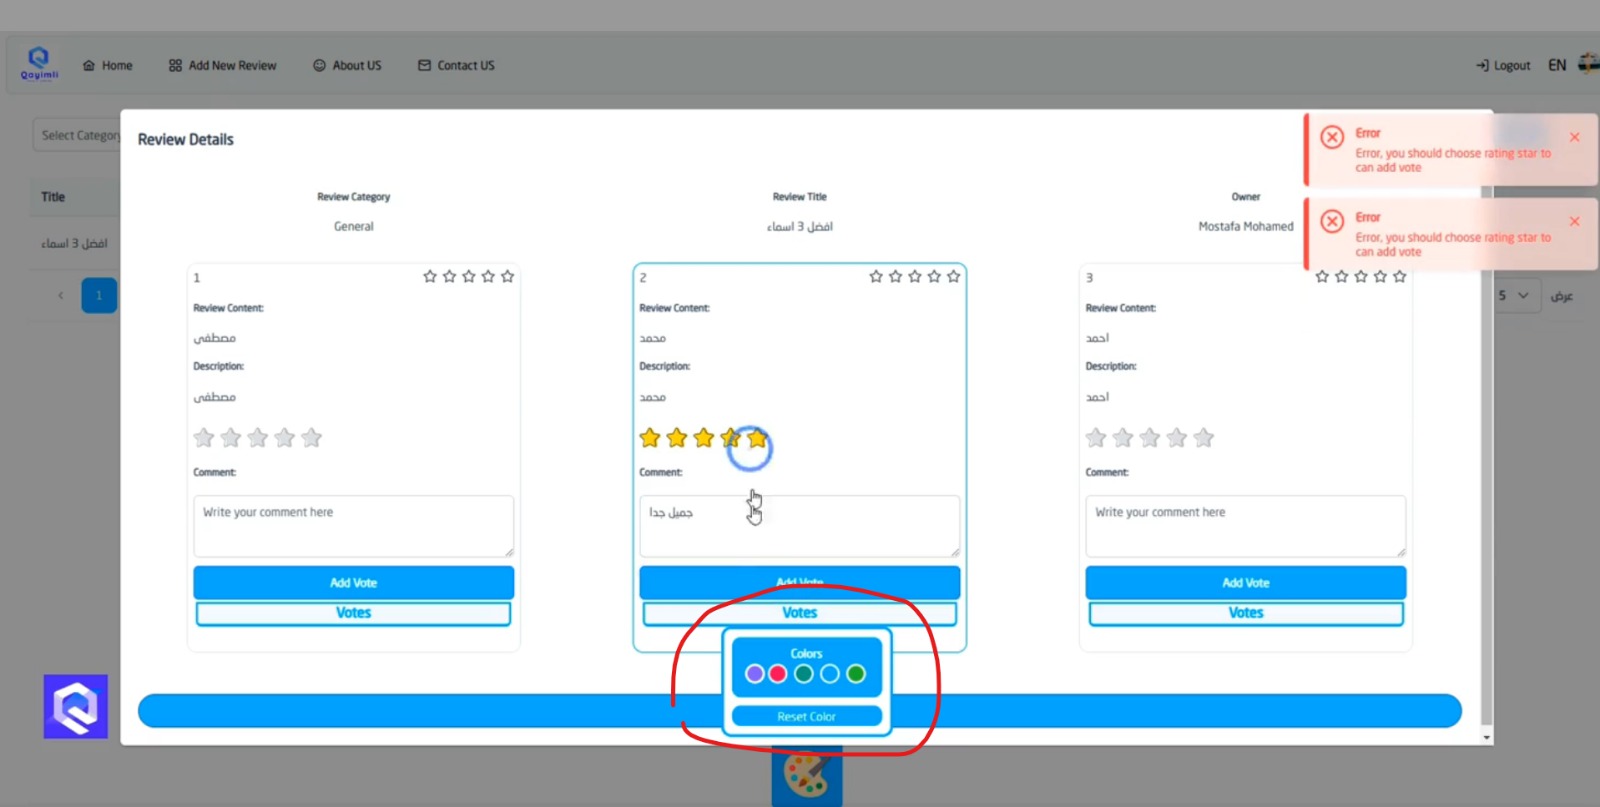 Qayimli
Home
Add New Review
About US
Contact US
Logout
EN
Select Category
Review Details
Error
Error, you should choose rating star to
can add vote
Error
Error, you should choose rating star to
can add vote
Title
افضل 3 اسماء
1
5
عرض
Review Category
General
Review Title
افضل 3 اسماء
Owner
Mostafa Mohamed
1
Review Content:
مصطفى
Description:
مصطفى
Comment:
Write your comment here
Add Vote
Votes
2
Review Content:
محمد
Description:
محمد
Comment:
جميل جدا
Add Vote
Votes
3
Review Content:
احمد
Description:
احمد
Comment:
Write your comment here
Add Vote
Votes
Colors
Reset Color